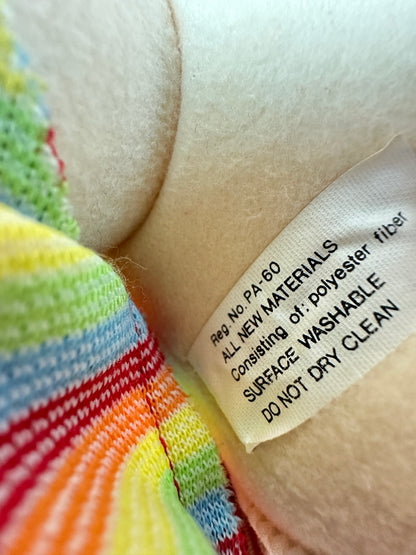 Reg. No. PA-60
ALL NEW MATERIALS
Consisting of: polyester fiber
SURFACE WASHABLE
DO NOT DRY CLEAN